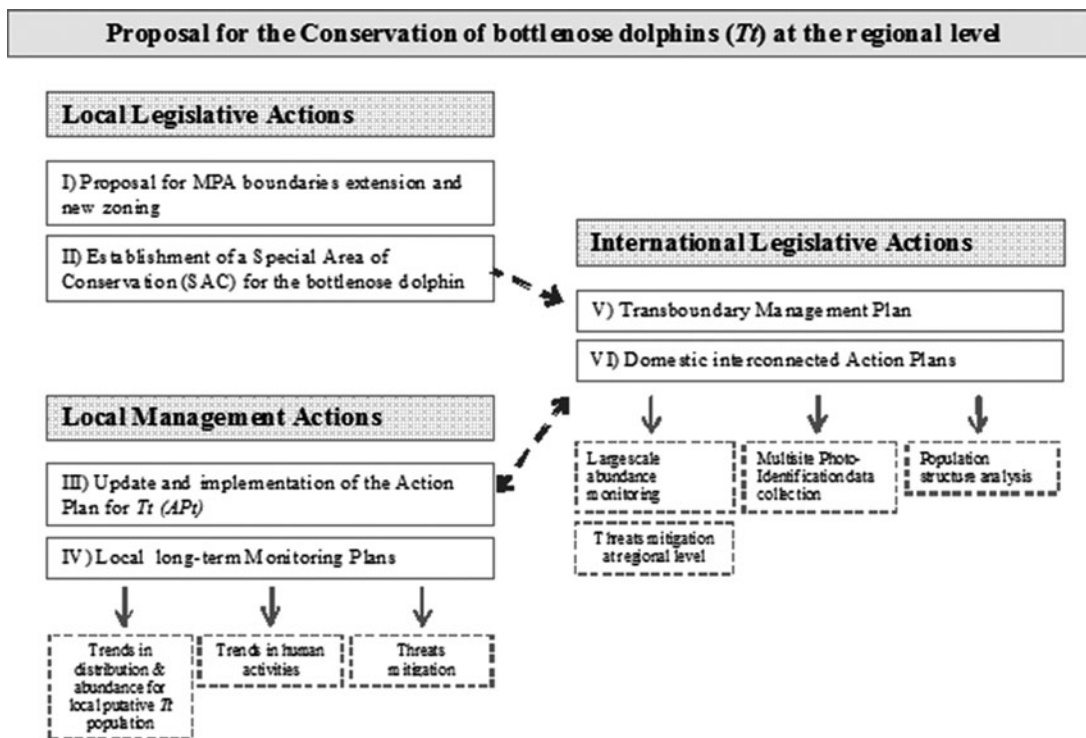 Proposal for the Conservation of bottlenose dolphins (Tt) at the regional level
Local Legislative Actions
I) Proposal for MPA boundaries extension and
new zoning
II) Establishment of a Special Area of
Conservation (SAC) for the bottlenose dolphin
Local Management Actions
III) Update and implementation of the Action
Plan for Tt (APt)
IV) Local long-term Monitoring Plans
Trends in
distribution &
abundance for
local putative Tt
population
Trends in human
activities
Threats
mitigation
International Legislative Actions
V) Transboundary Management Plan
VI) Domestic interconnected Action Plans
Large scale
abundance
monitoring
Multisite Photo-
Identification data
collection
Population
structure analysis
Threats mitigation
at regional level